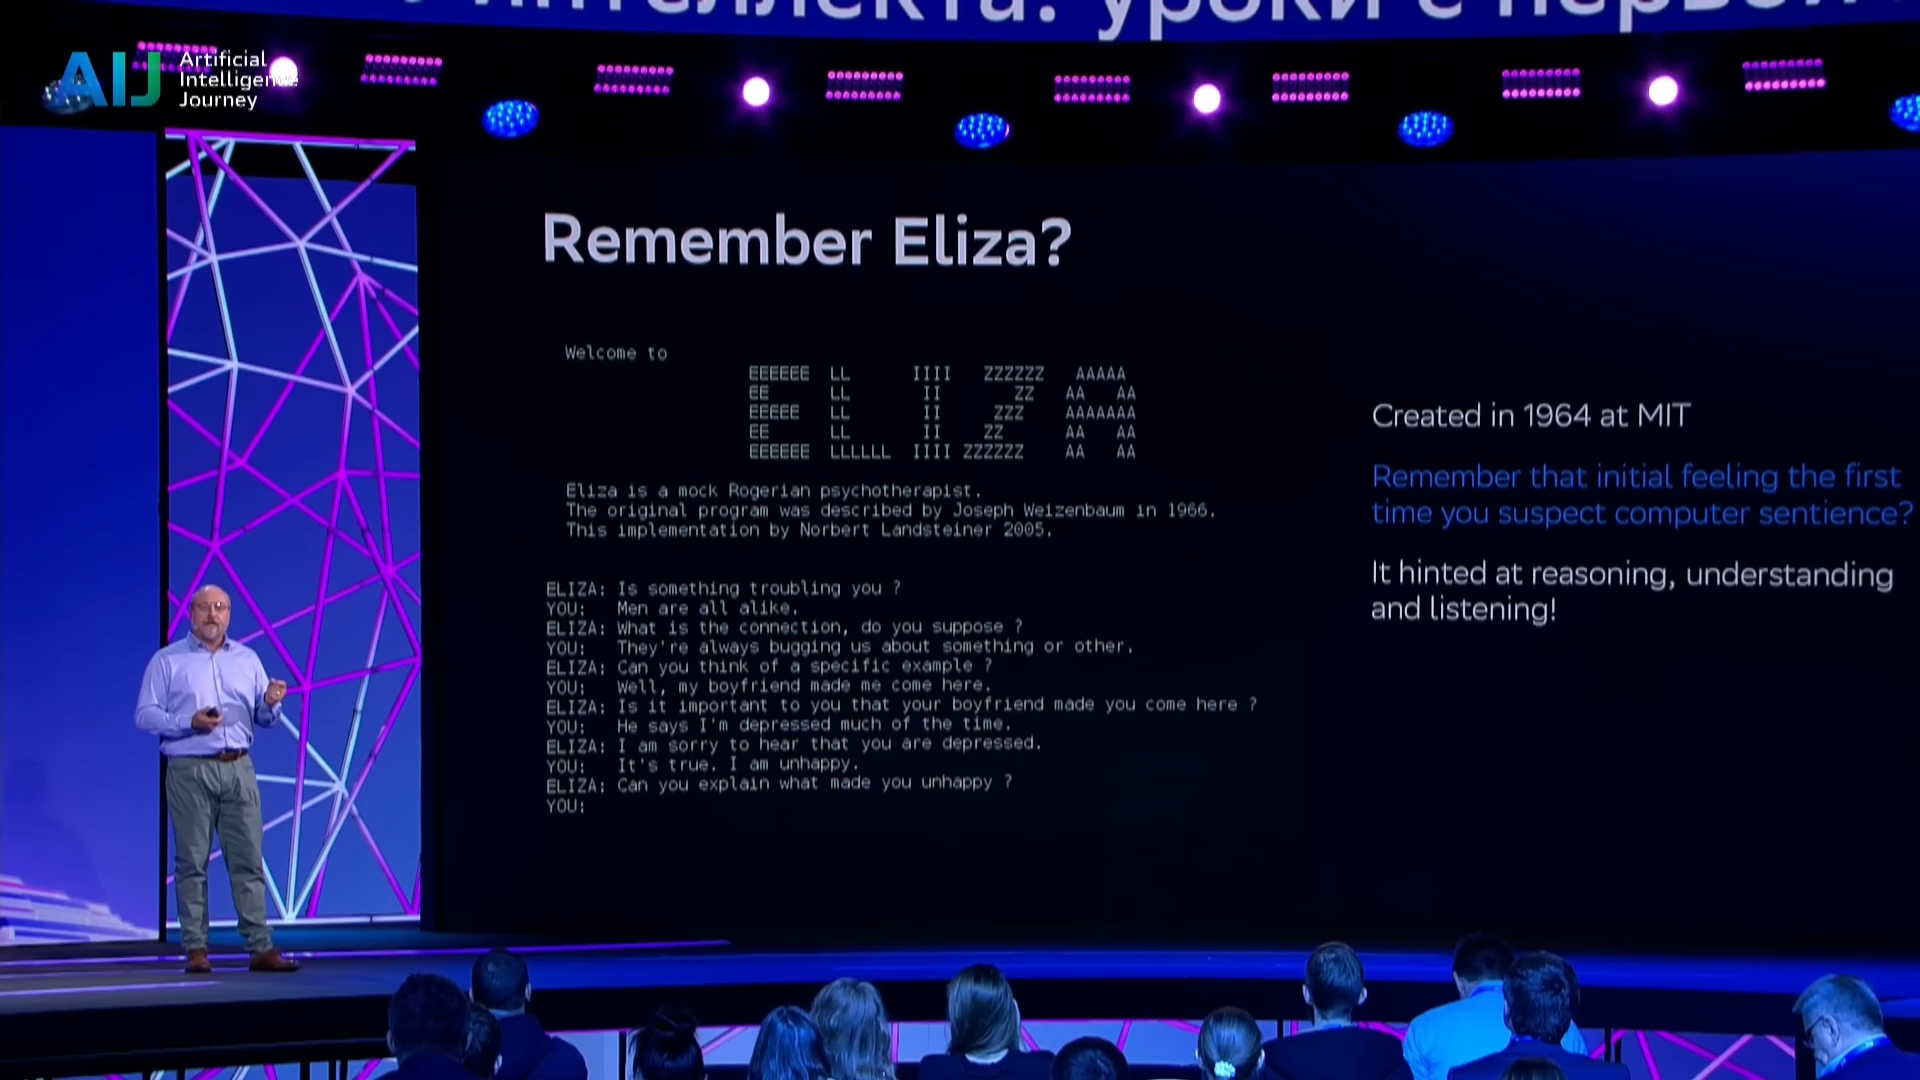 интеллекта: уроки с
AIJ
Artificial
Intelligence
Journey
Remember Eliza?
Welcome to
EEEEEE LL IIII ZZZZZZ AAAAA
EE LL II ZZ AA AA
EEEEE LL II ZZZ AAAAAAA
EE LL II ZZ AA AA
EEEEEE LLLLLL IIII ZZZZZZ AA AA
Eliza is a mock Rogerian psychotherapist.
The original program was described by Joseph Weizenbaum in 1966.
This implementation by Norbert Landsteiner 2005.
ELIZA: Is something troubling you ?
YOU: Men are all alike.
ELIZA: What is the connection, do you suppose ?
YOU: They're always bugging us about something or other.
ELIZA: Can you think of a specific example ?
YOU: Well, my boyfriend made me come here.
ELIZA: Is it important to you that your boyfriend made you come here ?
YOU: He says I'm depressed much of the time.
ELIZA: I am sorry to hear that you are depressed.
YOU: It's true. I am unhappy.
ELIZA: Can you explain what made you unhappy ?
YOU:
Created in 1964 at MIT
Remember that initial feeling the first
time you suspect computer sentience?
It hinted at reasoning, understanding
and listening!